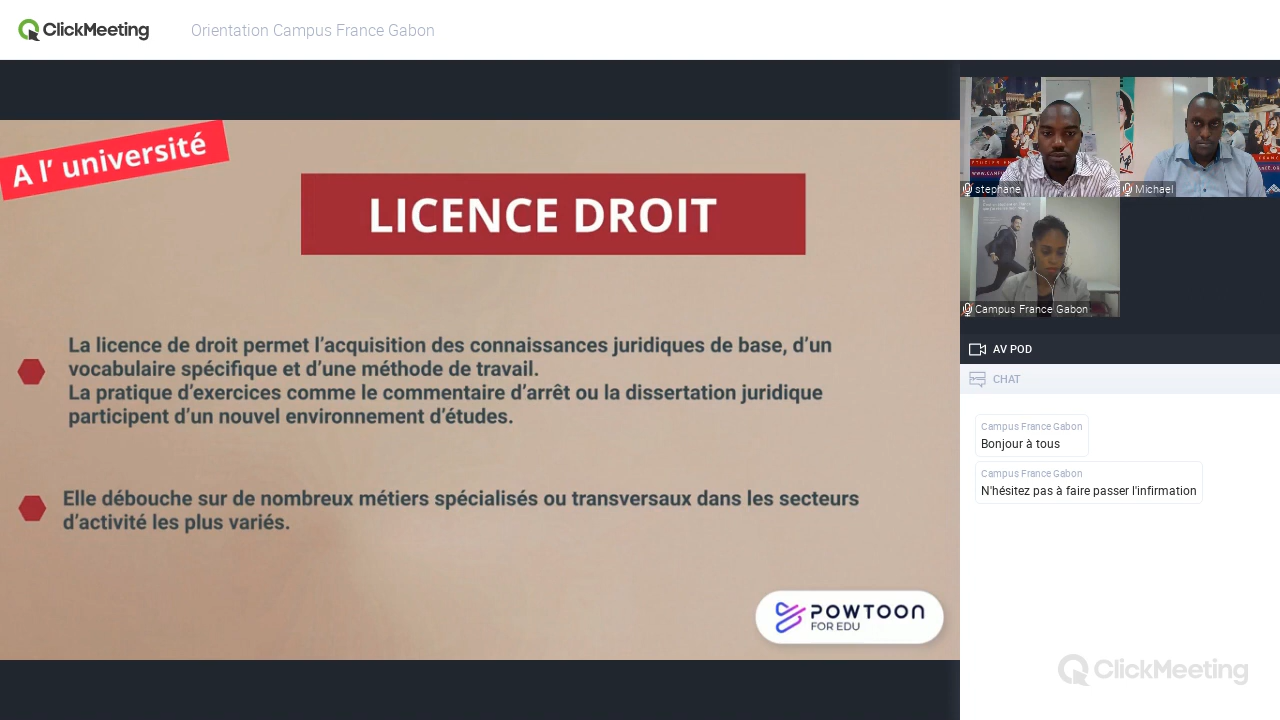 ClickMeeting
Orientation Campus France Gabon
A l' université
LICENCE DROIT
La licence de droit permet l'acquisition des connaissances juridiques de base, d'un
vocabulaire spécifique et d'une méthode de travail.
La pratique d'exercices comme le commentaire d'arrêt ou la dissertation juridique
participent d'un nouvel environnement d'études.
Elle débouche sur de nombreux métiers spécialisés ou transversaux dans les secteurs
d'activité les plus variés.
POWTOON
FOR EDU
stephane
Michael
Campus France Gabon
AV POD
CHAT
Campus France Gabon
Bonjour à tous
Campus France Gabon
N'hésitez pas à faire passer l'infirmation
ClickMeeting